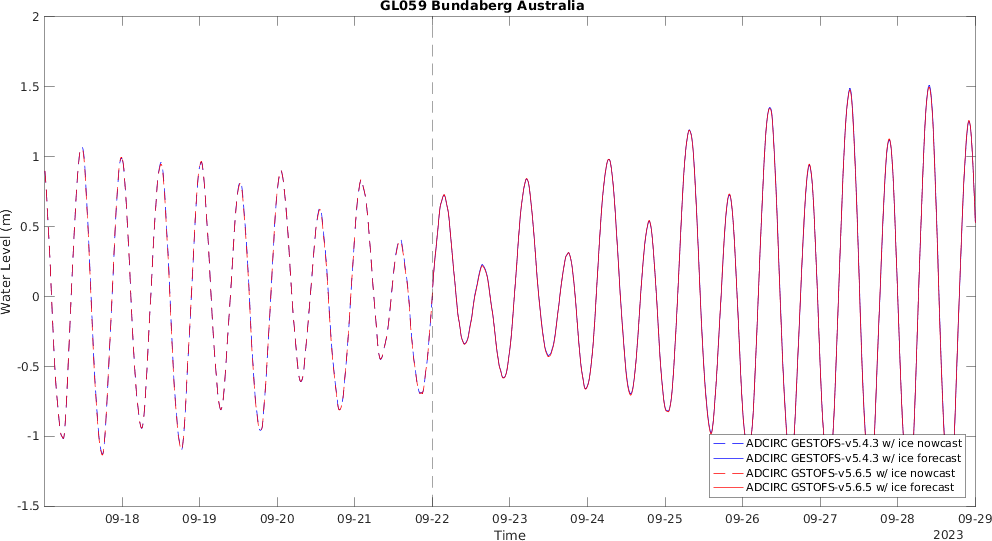 GL059 Bundaberg Australia
2
1.5
1
0.5
0
-0.5
-1
-1.5
Water Level (m)
ADCIRC GESTOFS-v5.4.3 w/ ice nowcast
ADCIRC GESTOFS-v5.4.3 w/ ice forecast
ADCIRC GSTOFS-v5.6.5 w/ ice nowcast
ADCIRC GSTOFS-v5.6.5 w/ ice forecast
09-18 09-19 09-20 09-21 09-22 09-23 09-24 09-25 09-26 09-27 09-28 09-29
Time
2023